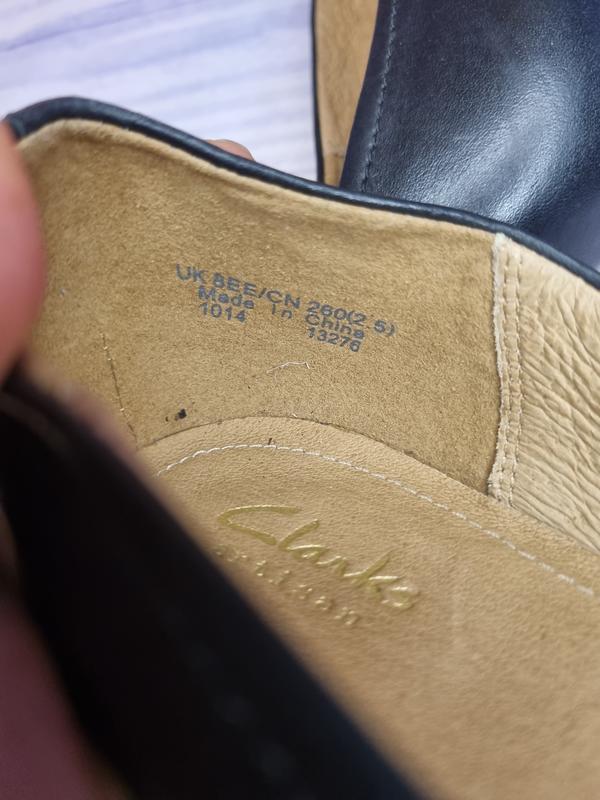 UK 8EE/CN 260(2 5)
Made in China
1014 13276
Clarks
artisan